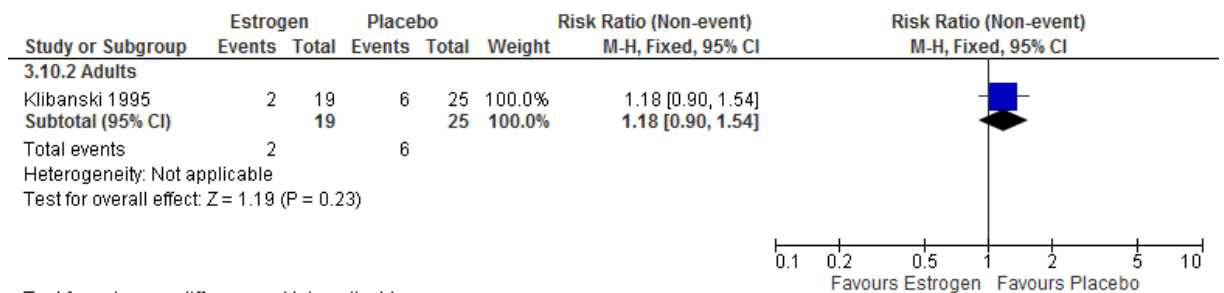 Estrogen Placebo Risk Ratio (Non-event) Risk Ratio (Non-event)
Study or Subgroup Events Total Events Total Weight M-H, Fixed, 95% CI M-H, Fixed, 95% CI
3.10.2 Adults
Klibanski 1995 2 19 6 25 100.0% 1.18 [0.90, 1.54]
Subtotal (95% CI) 19 25 100.0% 1.18 [0.90, 1.54]
Total events 2 6
Heterogeneity: Not applicable
Test for overall effect: Z = 1.19 (P = 0.23)
0.1 0.2 0.5 1 2 5 10
Favours Estrogen Favours Placebo